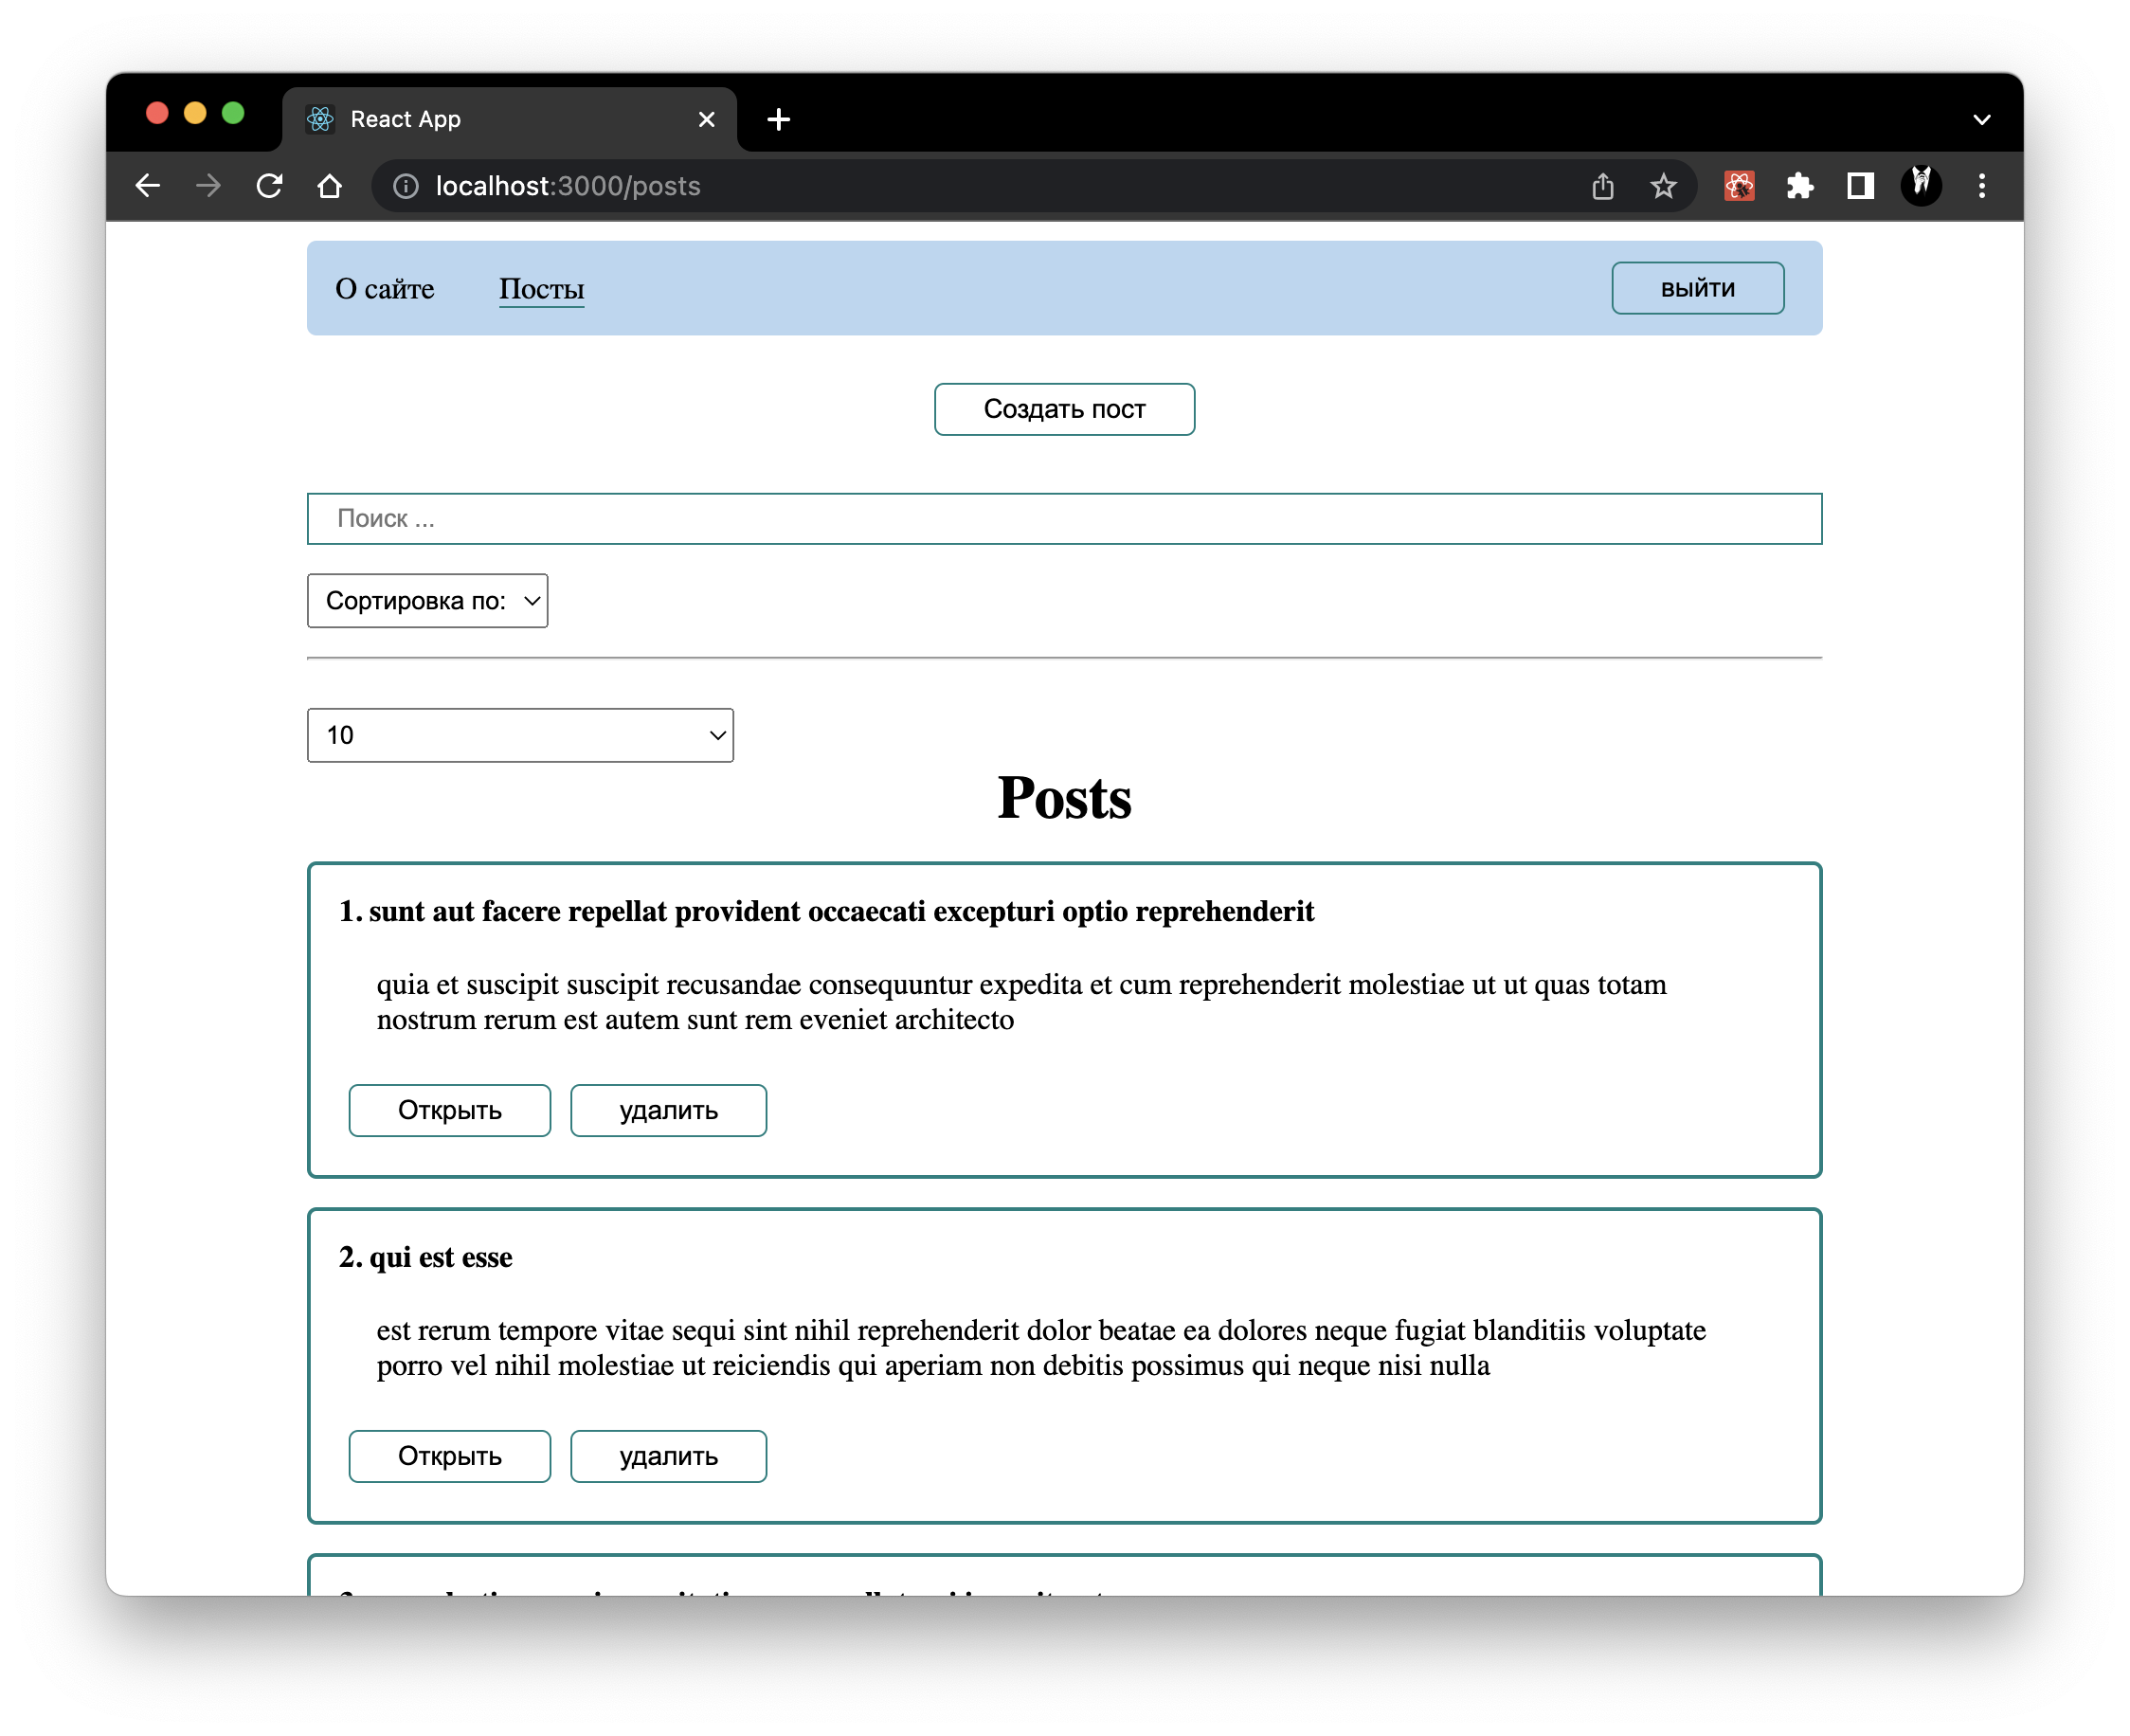 React App
localhost:3000/posts
О сайте
Посты
выйти
Создать пост
Поиск ...
Сортировка по:
10
Posts
1. sunt aut facere repellat provident occaecati excepturi optio reprehenderit
quia et suscipit suscipit recusandae consequuntur expedita et cum reprehenderit molestiae ut ut quas totam
nostrum rerum est autem sunt rem eveniet architecto
Открыть
удалить
2. qui est esse
est rerum tempore vitae sequi sint nihil reprehenderit dolor beatae ea dolores neque fugiat blanditiis voluptate
porro vel nihil molestiae ut reiciendis qui aperiam non debitis possimus qui neque nisi nulla
Открыть
удалить